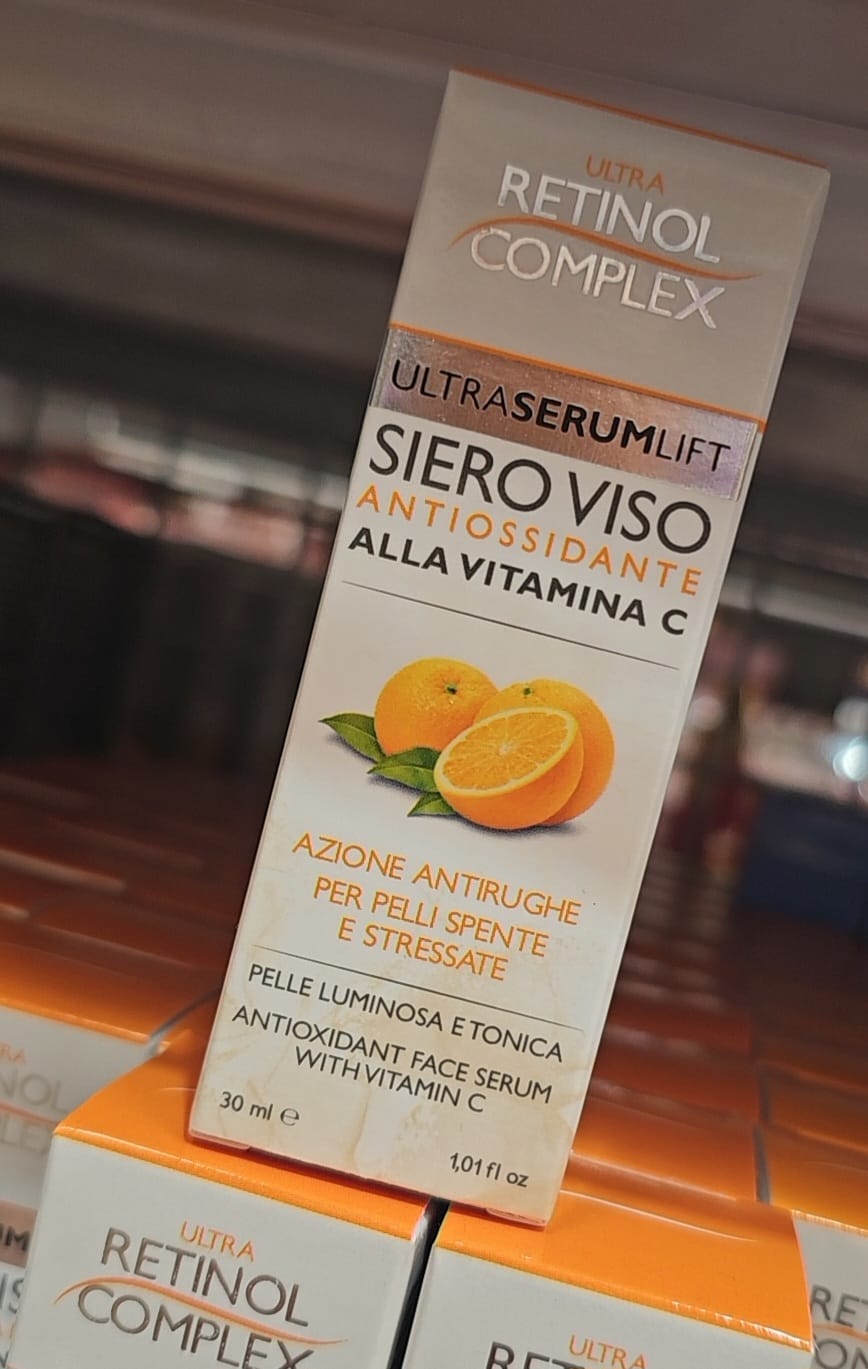 ULTRA
RETINOL
COMPLEX
ULTRASERUMLIFT
SIERO VISO
ANTIOSSIDANTE
ALLA VITAMINA C
AZIONE ANTIRUGHE
PER PELLI SPENTE
E STRESSATE
PELLE LUMINOSA E TONICA
ANTIOXIDANT FACE SERUM
WITH VITAMIN C
30 ml ℮
1,01 fl oz
ULTRA
RETINOL
COMPLEX
ULTRA